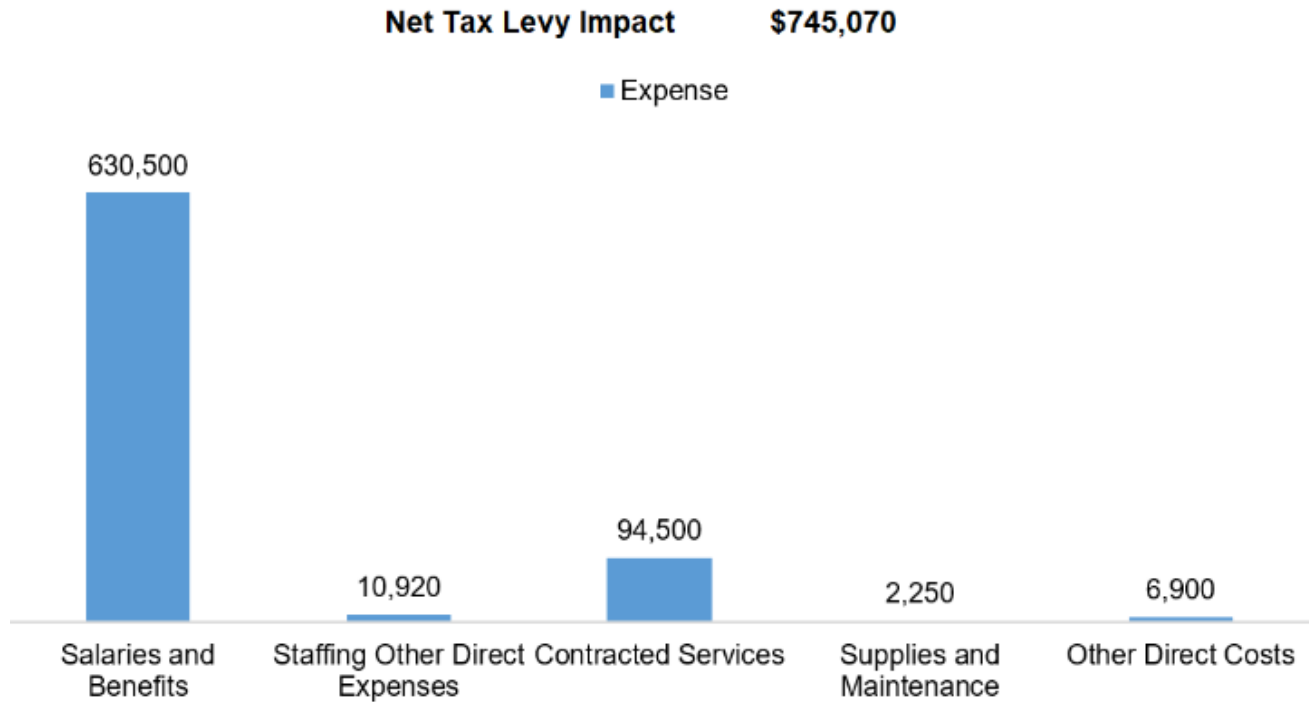 Net Tax Levy Impact $745,070
Expense
630,500
10,920
94,500
2,250
6,900
Salaries and
Benefits
Staffing Other Direct
Expenses
Contracted Services
Supplies and
Maintenance
Other Direct Costs